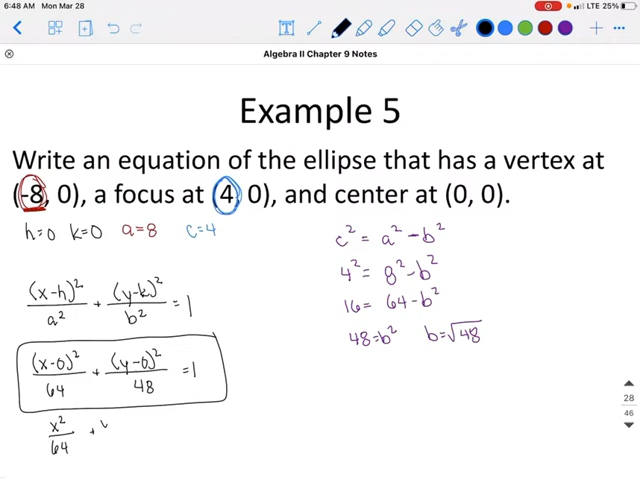 6:48 AM Mon Mar 28
LTE 25%
Algebra II Chapter 9 Notes
Example 5
Write an equation of the ellipse that has a vertex at
(-8, 0), a focus at (4, 0), and center at (0, 0).
h=0 k=0 a=8 c=4
c² = a² - b²
4² = 8² - b²
16 = 64 - b²
48 = b² b = √48
(x-h)²/a² + (y-k)²/b² = 1
(x-0)²/64 + (y-0)²/48 = 1
x²/64 +
28
46